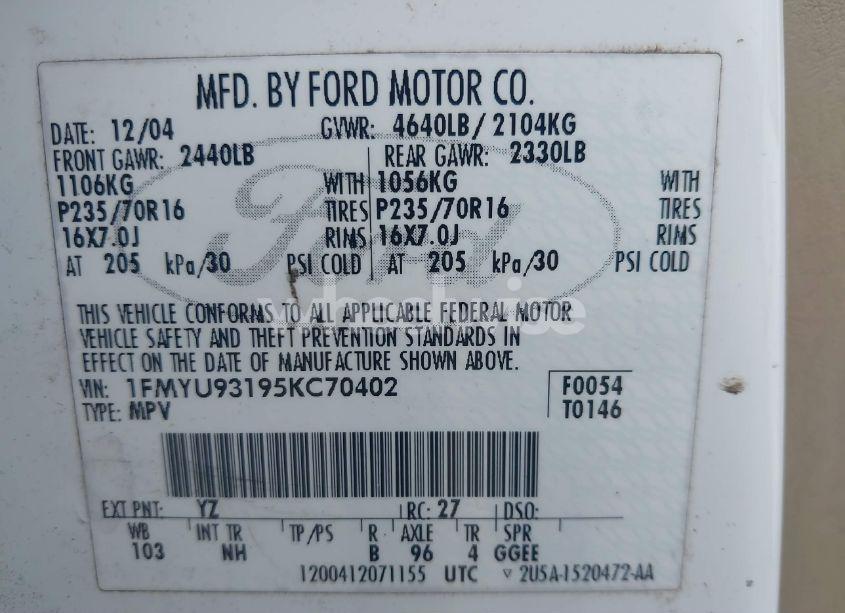 MFD. BY FORD MOTOR CO.
DATE: 12/04 GVWR: 4640LB/ 2104KG
FRONT GAWR: 2440LB REAR GAWR: 2330LB
1106KG WITH 1056KG WITH
P235/70R16 TIRES P235/70R16 TIRES
16X7.0J RIMS 16X7.0J RIMS
AT 205 kPa/30 PSI COLD AT 205 kPa/30 PSI COLD
Ford
THIS VEHICLE CONFORMS TO ALL APPLICABLE FEDERAL MOTOR
VEHICLE SAFETY AND THEFT PREVENTION STANDARDS IN
EFFECT ON THE DATE OF MANUFACTURE SHOWN ABOVE.
VIN: 1FMYU93195KC70402 F0054
TYPE: MPV T0146
EXT PNT: YZ RC: 27 DSO:
WB INT TR TP/PS R AXLE TR SPR
103 NH B 96 4 GGEE
1200412071155 UTC 2U5A-1520472-AA